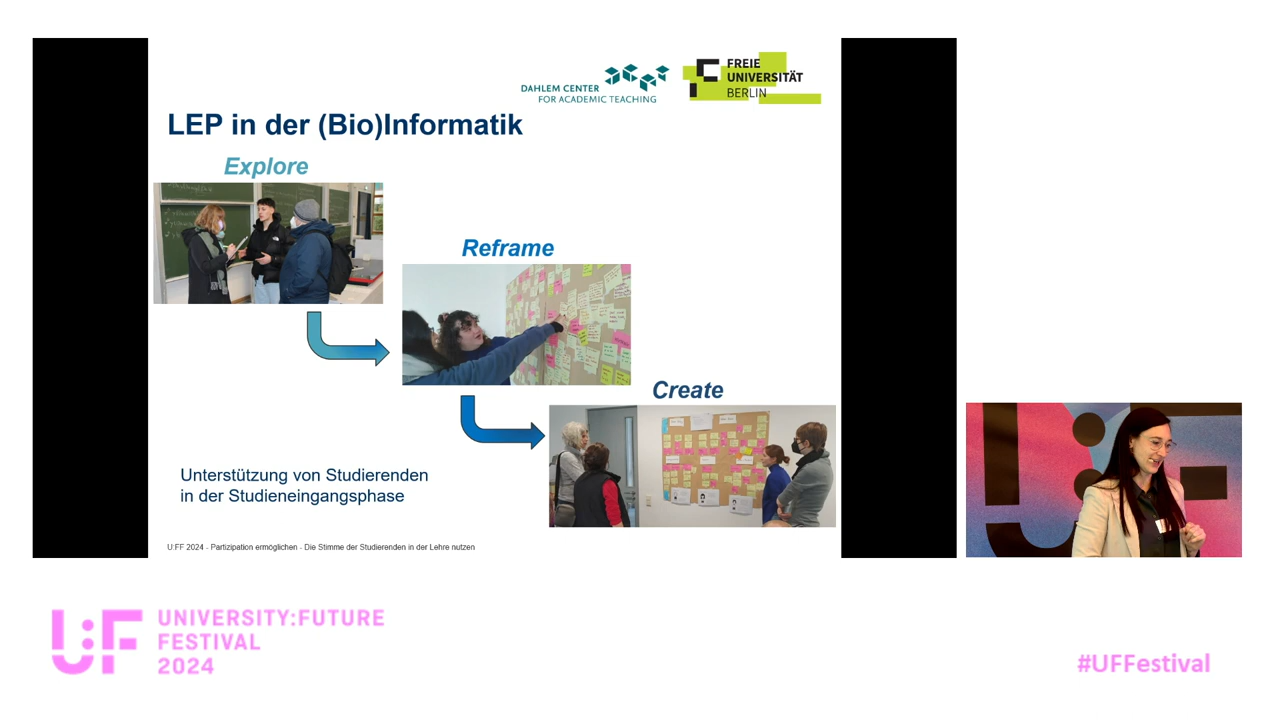 DAHLEM CENTER
FOR ACADEMIC TEACHING
FREIE
UNIVERSITÄT
BERLIN
LEP in der (Bio)Informatik
Explore
Reframe
Create
Unterstützung von Studierenden
in der Studieneingangsphase
U:FF 2024 - Partizipation ermöglichen - Die Stimme der Studierenden in der Lehre nutzen
U:F
UNIVERSITY:FUTURE
FESTIVAL
2024
#UFFestival